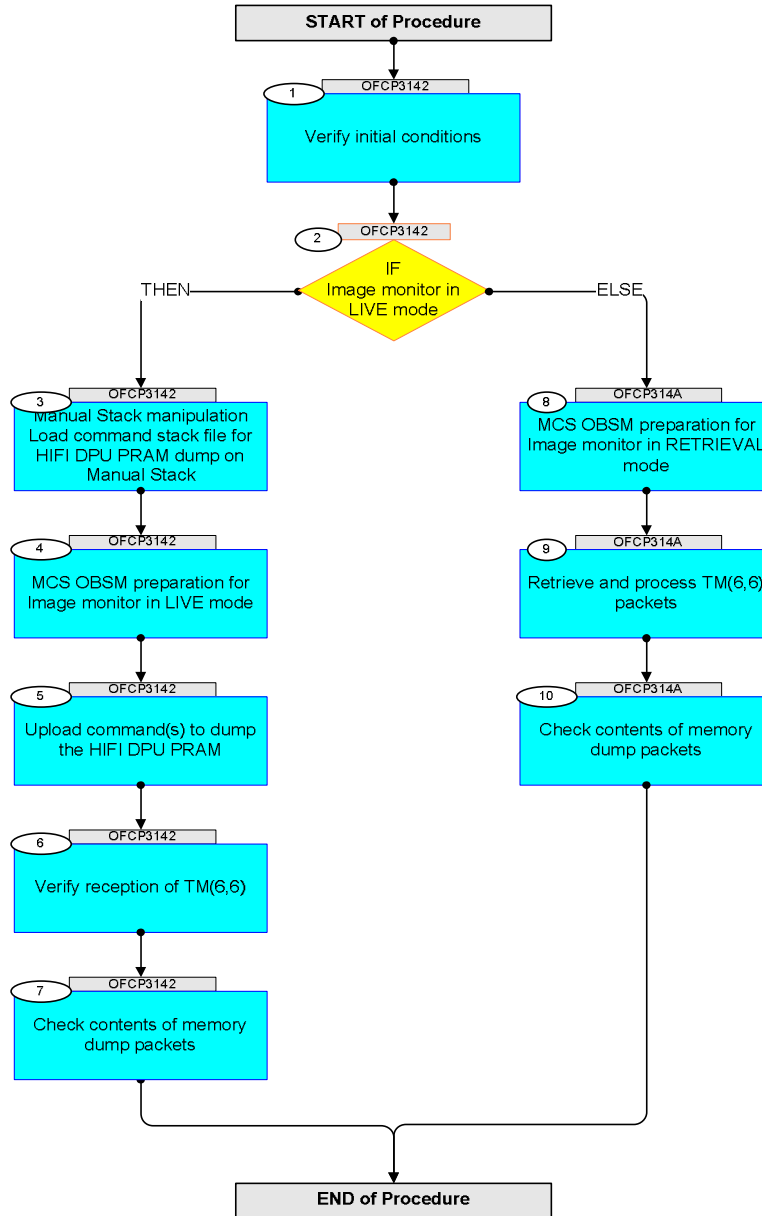 START of Procedure
OFCP3142
1
Verify initial conditions
OFCP3142
2
IF
Image monitor in
LIVE mode
THEN
ELSE
OFCP3142
3
Manual Stack manipulation
Load command stack file for
HIFI DPU PRAM dump on
Manual Stack
OFCP3142
4
MCS OBSM preparation for
Image monitor in LIVE mode
OFCP3142
5
Upload command(s) to dump
the HIFI DPU PRAM
OFCP3142
6
Verify reception of TM(6,6)
OFCP3142
7
Check contents of memory
dump packets
OFCP314A
8
MCS OBSM preparation for
Image monitor in RETRIEVAL
mode
OFCP314A
9
Retrieve and process TM(6,6)
packets
OFCP314A
10
Check contents of memory
dump packets
END of Procedure